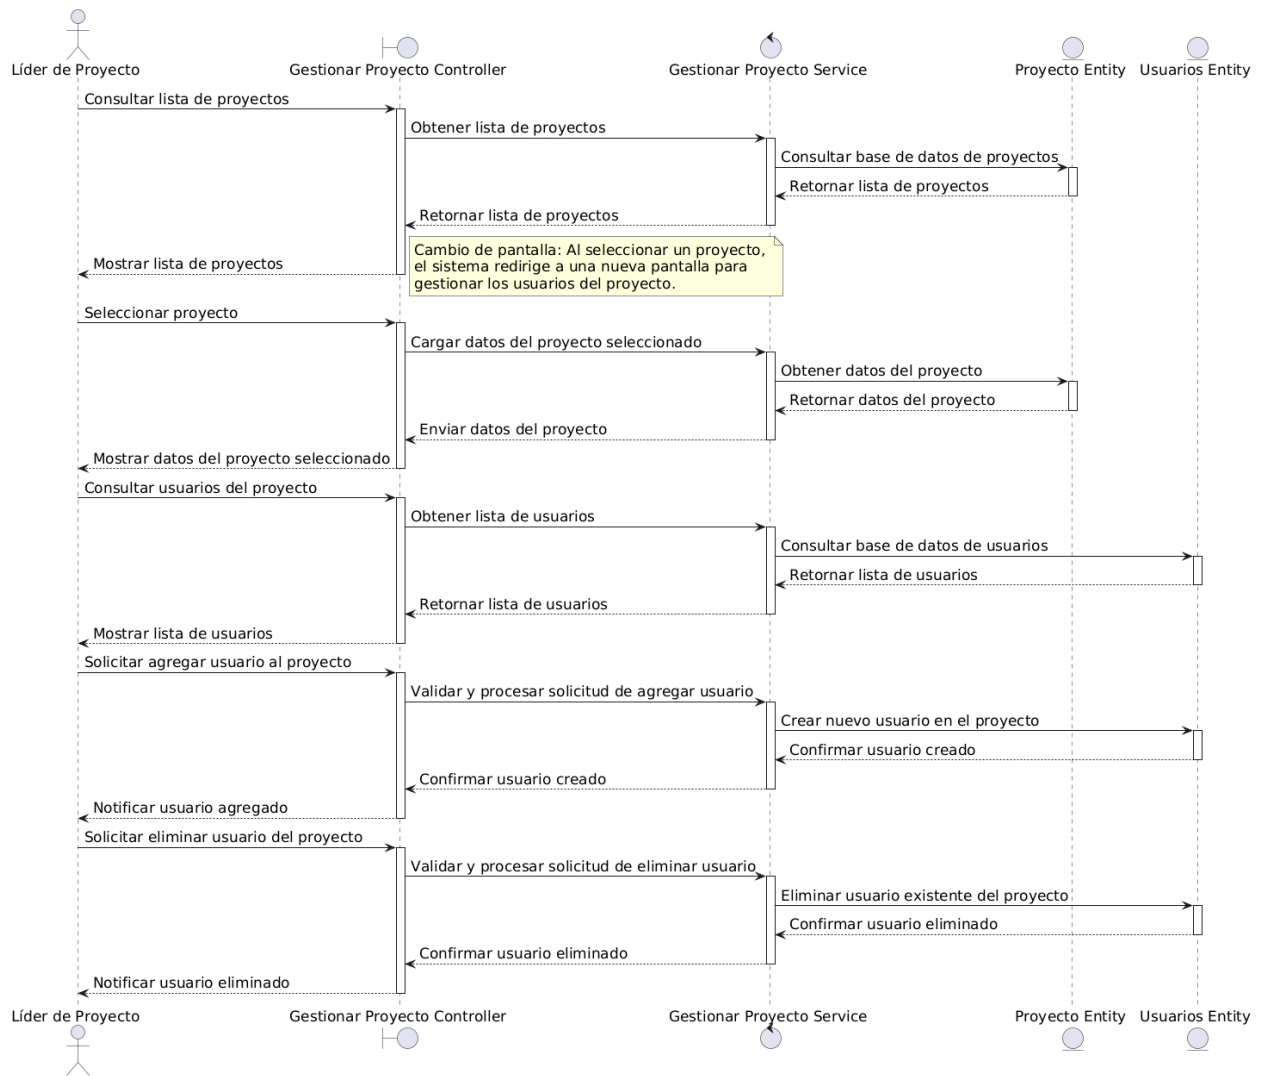 Líder de Proyecto
Gestionar Proyecto Controller
Gestionar Proyecto Service
Proyecto Entity
Usuarios Entity
Consultar lista de proyectos
Obtener lista de proyectos
Consultar base de datos de proyectos
Retornar lista de proyectos
Retornar lista de proyectos
Cambio de pantalla: Al seleccionar un proyecto,
el sistema redirige a una nueva pantalla para
gestionar los usuarios del proyecto.
Mostrar lista de proyectos
Seleccionar proyecto
Cargar datos del proyecto seleccionado
Obtener datos del proyecto
Retornar datos del proyecto
Enviar datos del proyecto
Mostrar datos del proyecto seleccionado
Consultar usuarios del proyecto
Obtener lista de usuarios
Consultar base de datos de usuarios
Retornar lista de usuarios
Retornar lista de usuarios
Mostrar lista de usuarios
Solicitar agregar usuario al proyecto
Validar y procesar solicitud de agregar usuario
Crear nuevo usuario en el proyecto
Confirmar usuario creado
Confirmar usuario creado
Notificar usuario agregado
Solicitar eliminar usuario del proyecto
Validar y procesar solicitud de eliminar usuario
Eliminar usuario existente del proyecto
Confirmar usuario eliminado
Confirmar usuario eliminado
Notificar usuario eliminado
Líder de Proyecto
Gestionar Proyecto Controller
Gestionar Proyecto Service
Proyecto Entity
Usuarios Entity